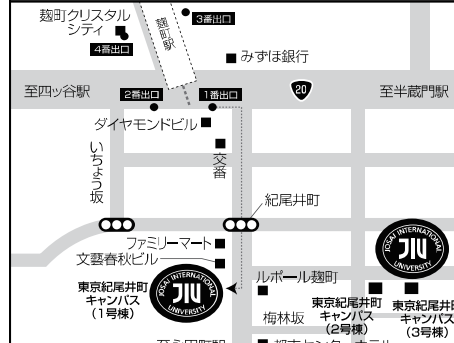 麹町クリスタル
シティ
3番出口
麹町駅
4番出口
みずほ銀行
至四ッ谷駅
2番出口
1番出口
20
至半蔵門駅
ダイヤモンドビル
交番
いちょう坂
紀尾井町
ファミリーマート
文藝春秋ビル
JOSAI INTERNATIONAL
JIU
UNIVERSITY
JOSAI INTERNATIONAL
JIU
UNIVERSITY
東京紀尾井町
キャンパス
(1号棟)
ルポール麹町
梅林坂
東京紀尾井町
キャンパス
(2号棟)
東京紀尾井町
キャンパス
(3号棟)